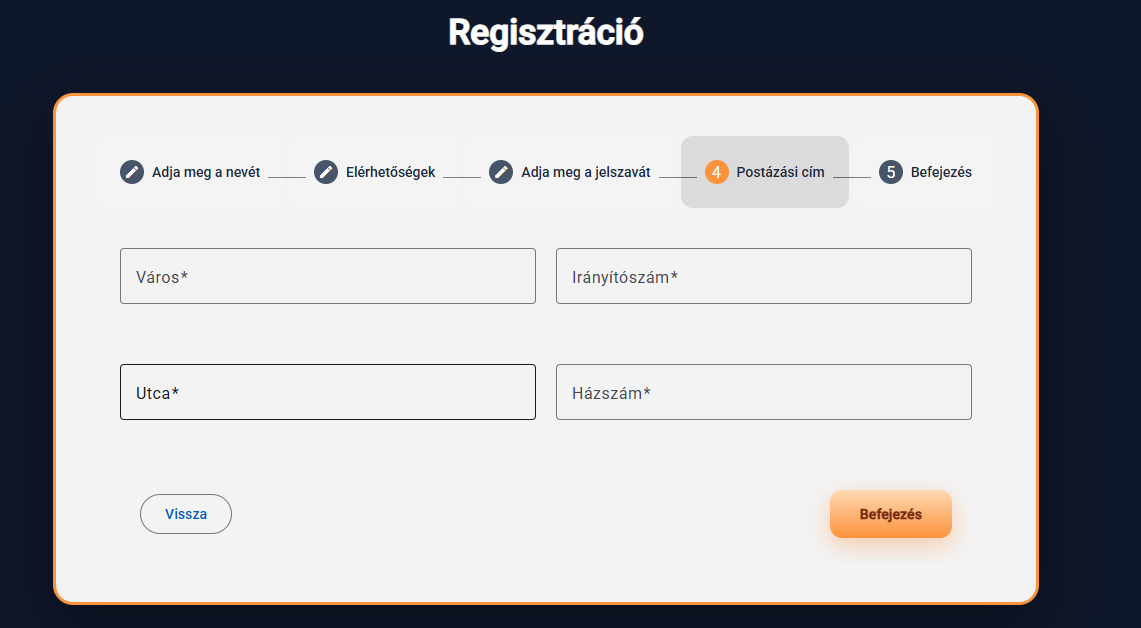 Regisztráció
Adja meg a nevét Elérhetőségek Adja meg a jelszavát 4 Postázási cím 5 Befejezés
Város* Irányítószám*
Utca* Házszám*
Vissza Befejezés